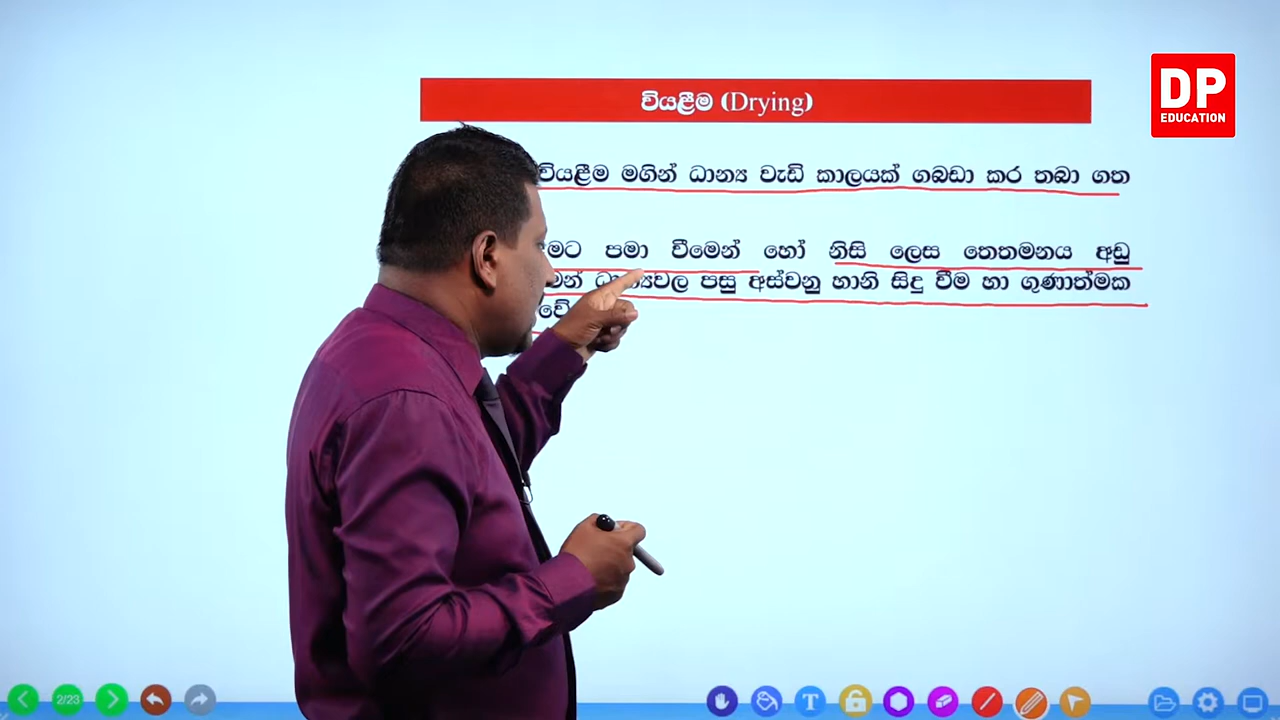 DP
EDUCATION
වියළීම (Drying)
වියළීම මගින් ධාන්‍ය වැඩි කාලයක් ගබඩා කර තබා ගත
පමා වීමෙන් හෝ නිසි ලෙස තෙතමනය අඩු
ධාන්‍යවල පසු අස්වනු හානි සිදු වීම හා ගුණාත්මක
වේ
2/23